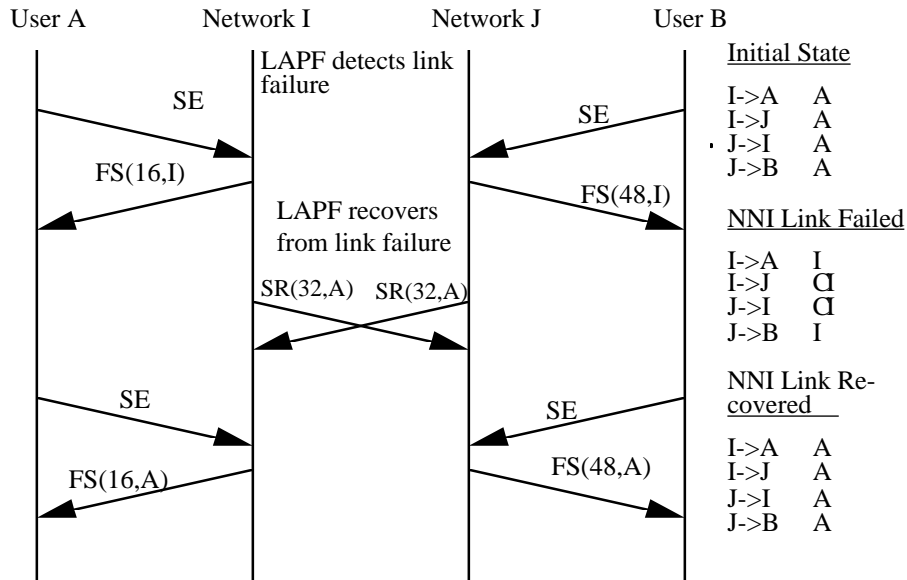 User A
Network I
Network J
User B
LAPF detects link
failure
SE
SE
FS(16,I)
FS(48,I)
LAPF recovers
from link failure
SR(32,A)
SR(32,A)
SE
SE
FS(16,A)
FS(48,A)
Initial State
I->A A
I->J A
J->I A
J->B A
NNI Link Failed
I->A I
I->J CI
J->I CI
J->B I
NNI Link Re-
covered
I->A A
I->J A
J->I A
J->B A